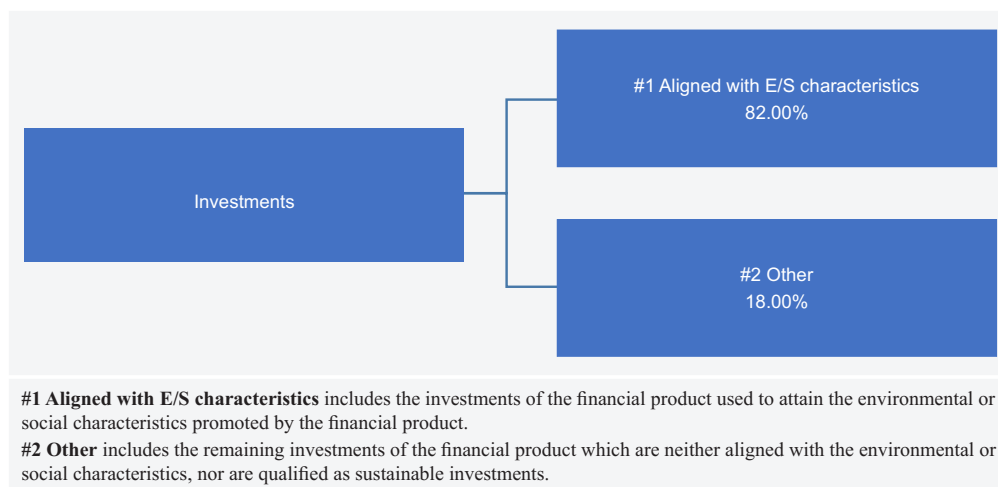 #1 Aligned with E/S characteristics
82.00%
Investments
#2 Other
18.00%
#1 Aligned with E/S characteristics includes the investments of the financial product used to attain the environmental or
social characteristics promoted by the financial product.
#2 Other includes the remaining investments of the financial product which are neither aligned with the environmental or
social characteristics, nor are qualified as sustainable investments.